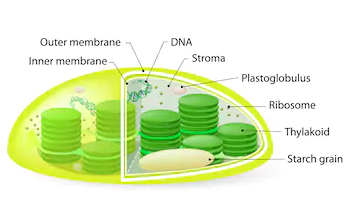 Outer membrane
DNA
Inner membrane
Stroma
Plastoglobulus
Ribosome
Thylakoid
Starch grain